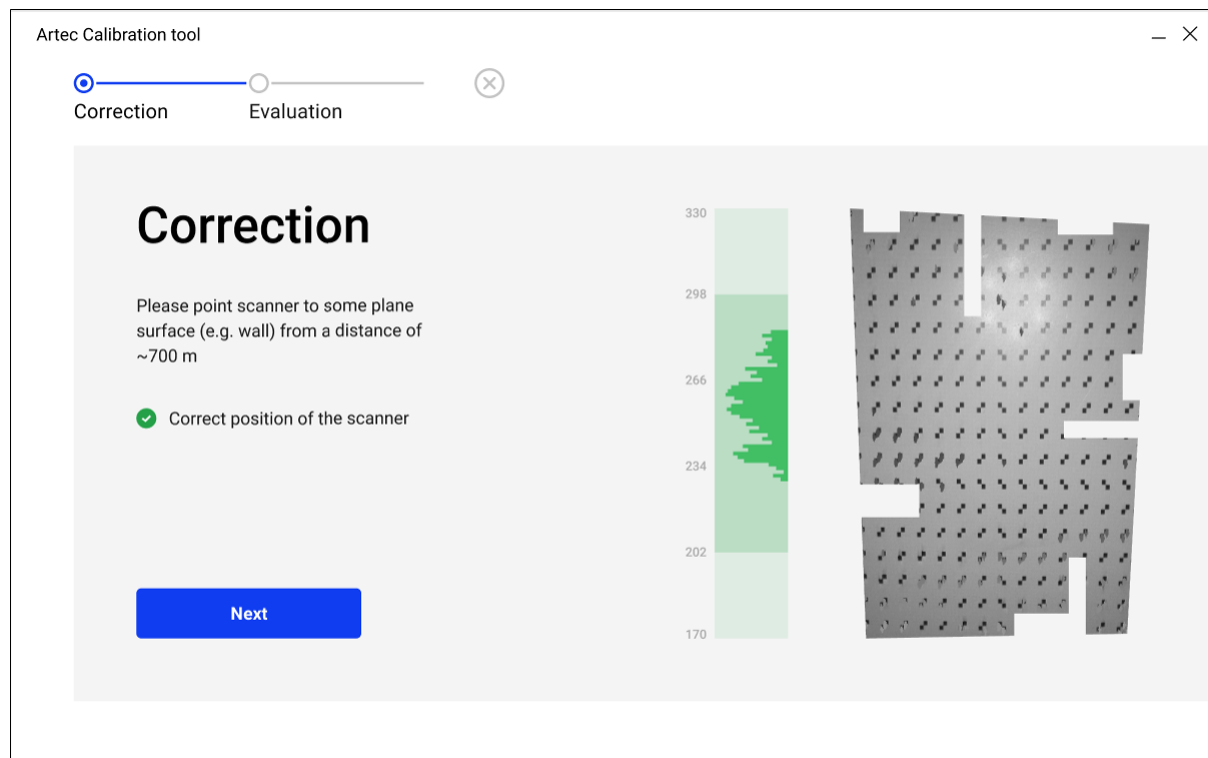 Artec Calibration tool
Correction
Evaluation
Correction
Please point scanner to some plane
surface (e.g. wall) from a distance of
~700 m
Correct position of the scanner
Next
330
298
266
234
202
170